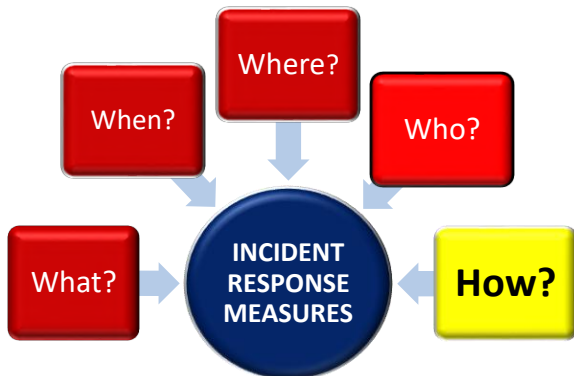 What?
When?
Where?
Who?
How?
INCIDENT
RESPONSE
MEASURES